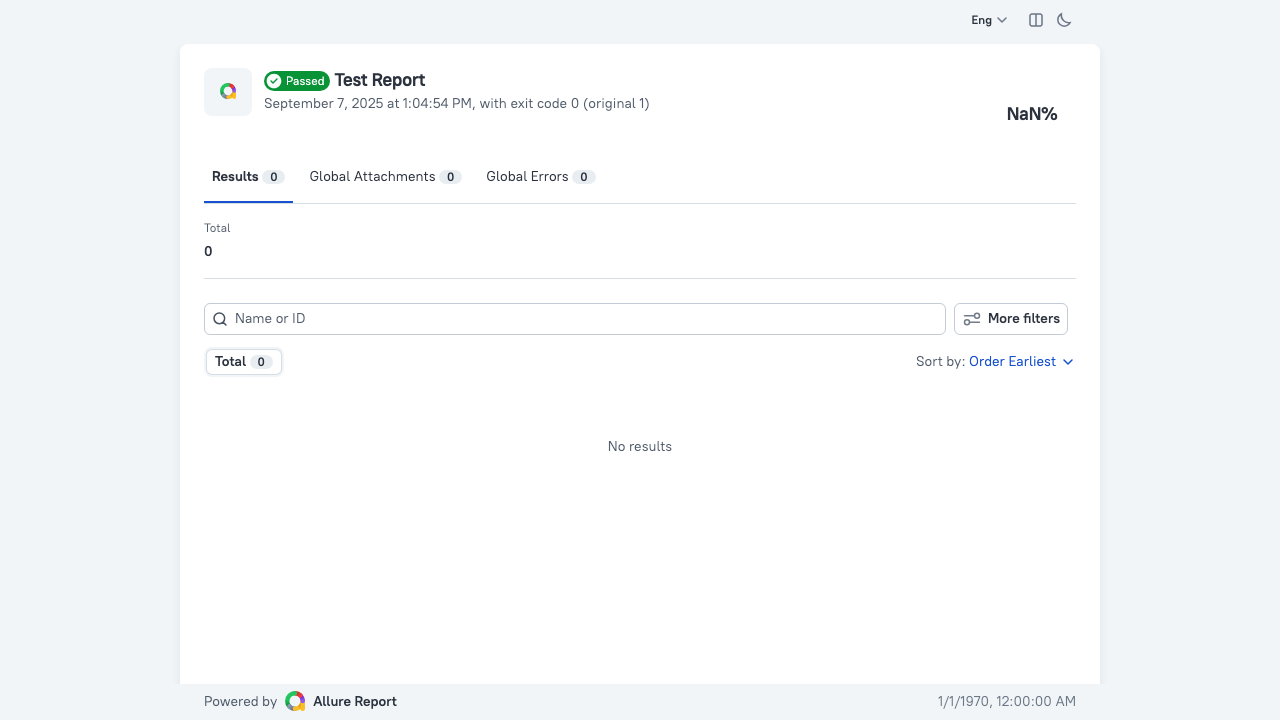 Eng
Passed Test Report
September 7, 2025 at 1:04:54 PM, with exit code 0 (original 1)
NaN%
Results 0 Global Attachments 0 Global Errors 0
Total
0
Name or ID More filters
Total 0 Sort by: Order Earliest
No results
Powered by Allure Report 1/1/1970, 12:00:00 AM